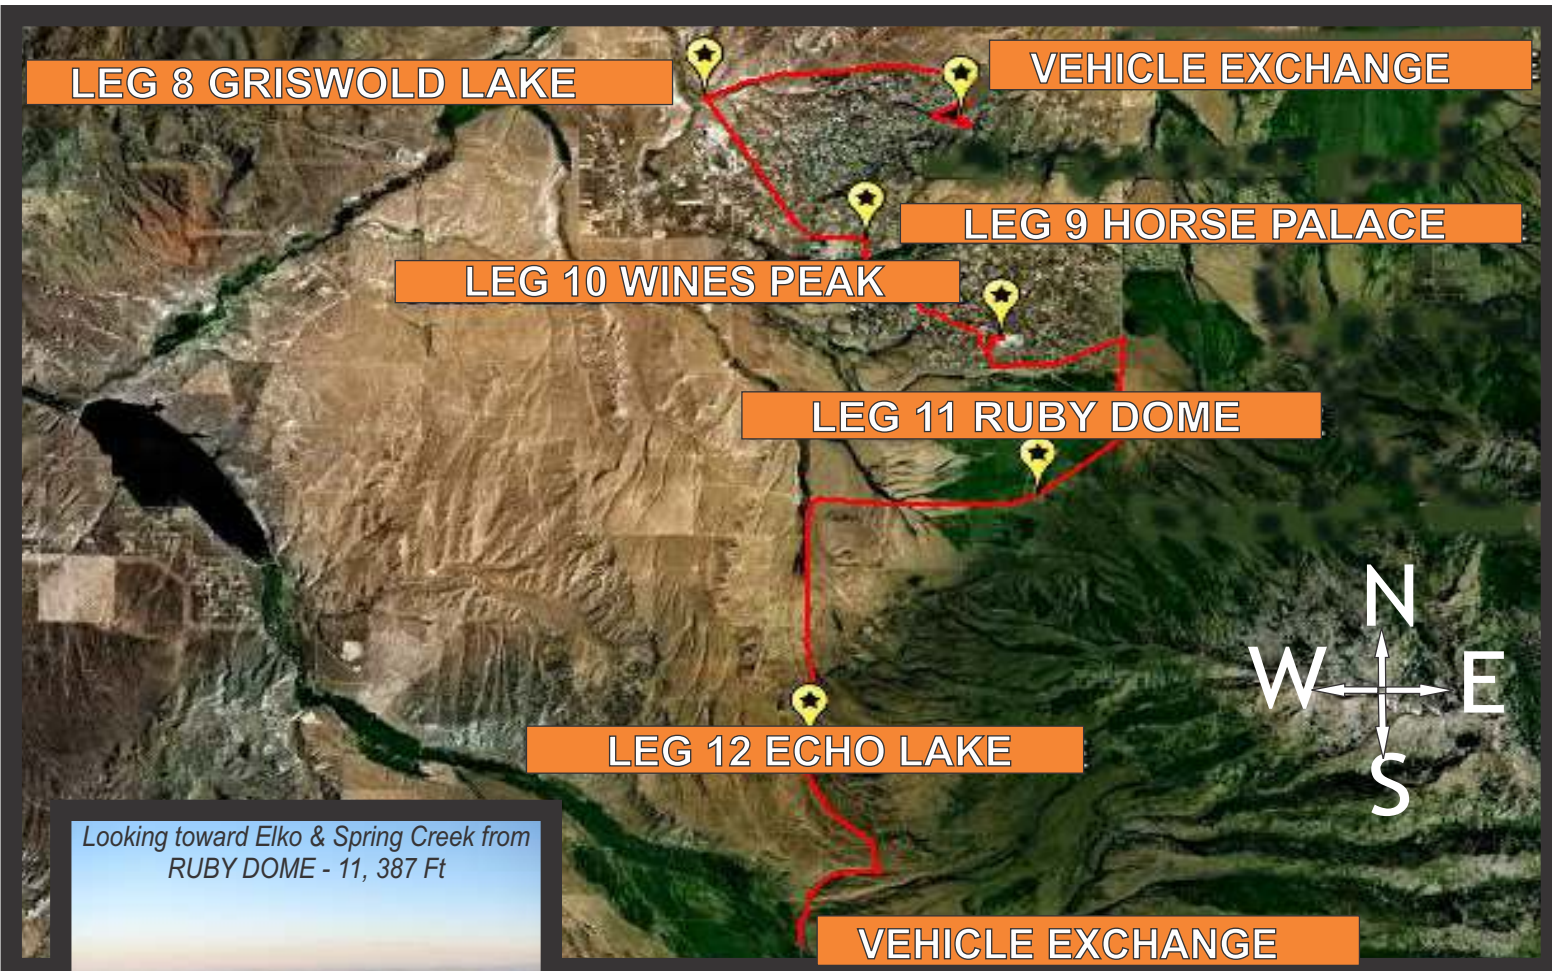 LEG 8 GRISWOLD LAKE
VEHICLE EXCHANGE
LEG 9 HORSE PALACE
LEG 10 WINES PEAK
LEG 11 RUBY DOME
N
W
E
S
LEG 12 ECHO LAKE
Looking toward Elko & Spring Creek from
RUBY DOME - 11, 387 Ft
VEHICLE EXCHANGE